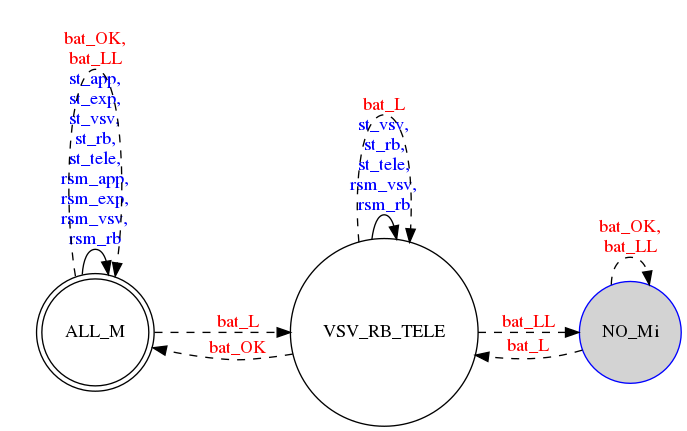 bat_OK,
bat_LL
st_app,
st_exp,
st_vsv,
st_rb,
st_tele,
rsm_app,
rsm_exp,
rsm_vsv,
rsm_rb
ALL_M
bat_L
bat_OK
bat_L
st_vsv,
st_rb,
st_tele,
rsm_vsv,
rsm_rb
VSV_RB_TELE
bat_LL
bat_L
bat_OK,
bat_LL
NO_Mi